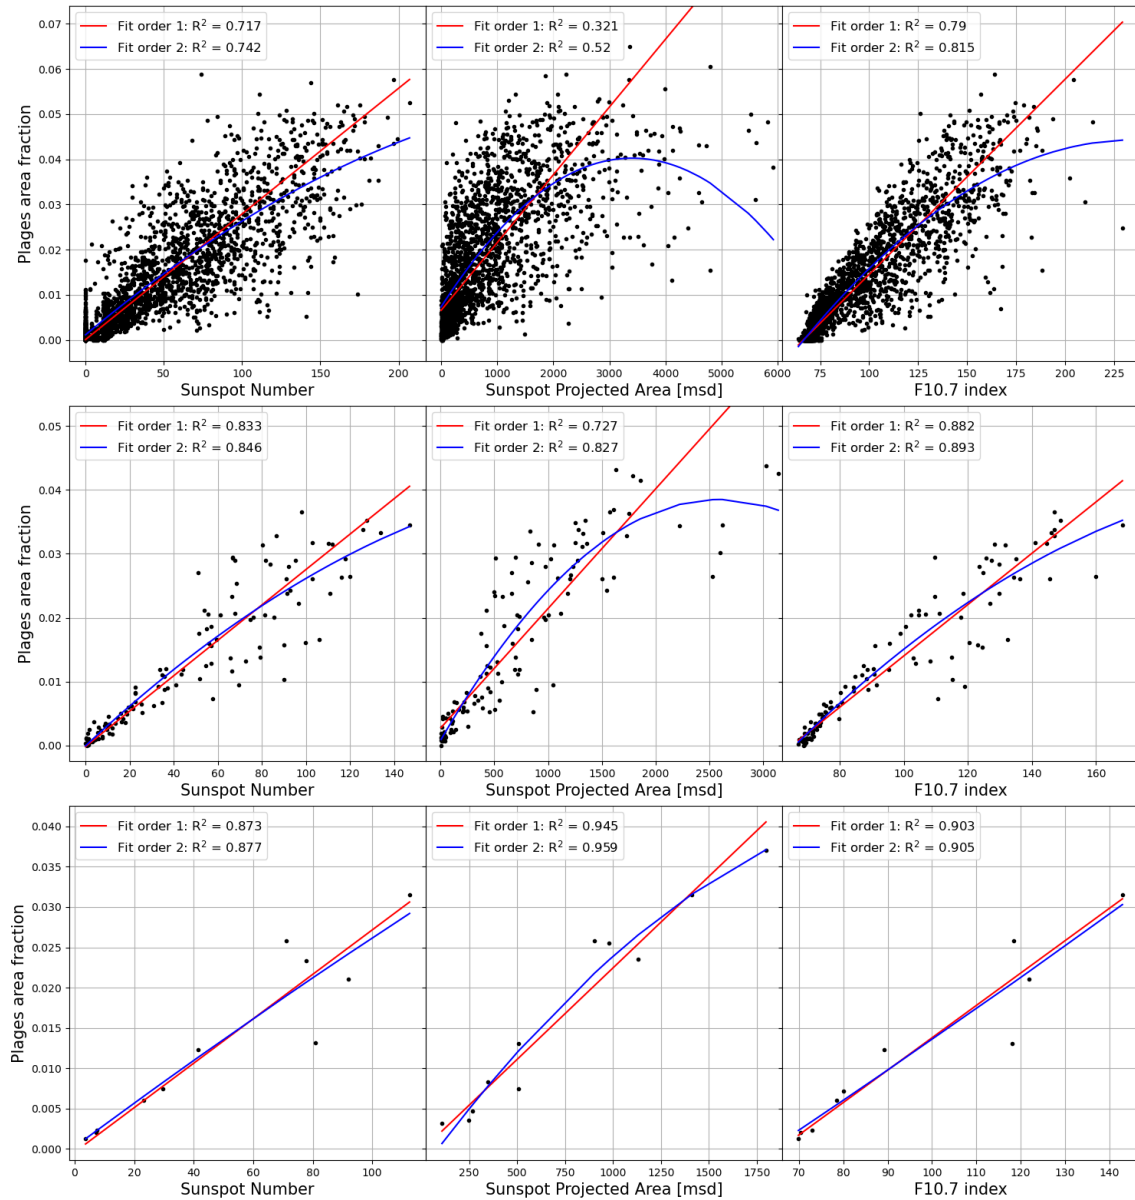 Fit order 1: R² = 0.717
Fit order 2: R² = 0.742
Fit order 1: R² = 0.321
Fit order 2: R² = 0.52
Fit order 1: R² = 0.79
Fit order 2: R² = 0.815
Plages area fraction
0.07
0.06
0.05
0.04
0.03
0.02
0.01
0.00
0 50 100 150 200
0 1000 2000 3000 4000 5000 6000
75 100 125 150 175 200 225
Sunspot Number
Sunspot Projected Area [msd]
F10.7 index
Fit order 1: R² = 0.833
Fit order 2: R² = 0.846
Fit order 1: R² = 0.727
Fit order 2: R² = 0.827
Fit order 1: R² = 0.882
Fit order 2: R² = 0.893
Plages area fraction
0.05
0.04
0.03
0.02
0.01
0.00
0 20 40 60 80 100 120 140
0 500 1000 1500 2000 2500 3000
80 100 120 140 160
Sunspot Number
Sunspot Projected Area [msd]
F10.7 index
Fit order 1: R² = 0.873
Fit order 2: R² = 0.877
Fit order 1: R² = 0.945
Fit order 2: R² = 0.959
Fit order 1: R² = 0.903
Fit order 2: R² = 0.905
Plages area fraction
0.040
0.035
0.030
0.025
0.020
0.015
0.010
0.005
0.000
0 20 40 60 80 100
250 500 750 1000 1250 1500 1750
70 80 90 100 110 120 130 140
Sunspot Number
Sunspot Projected Area [msd]
F10.7 index